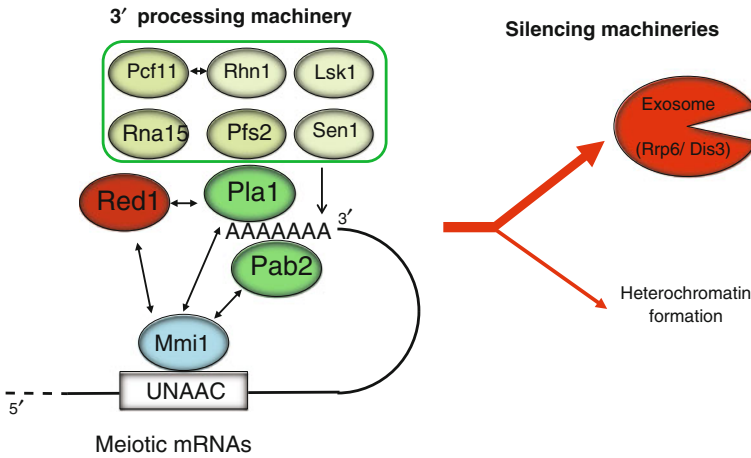 3′ processing machinery
Silencing machineries
Pcf11
Rhn1
Lsk1
Rna15
Pfs2
Sen1
Exosome
(Rrp6/ Dis3)
Red1
Pla1
AAAAAAA 3′
Pab2
Mmi1
Heterochromatin
formation
UNAAC
5′
Meiotic mRNAs